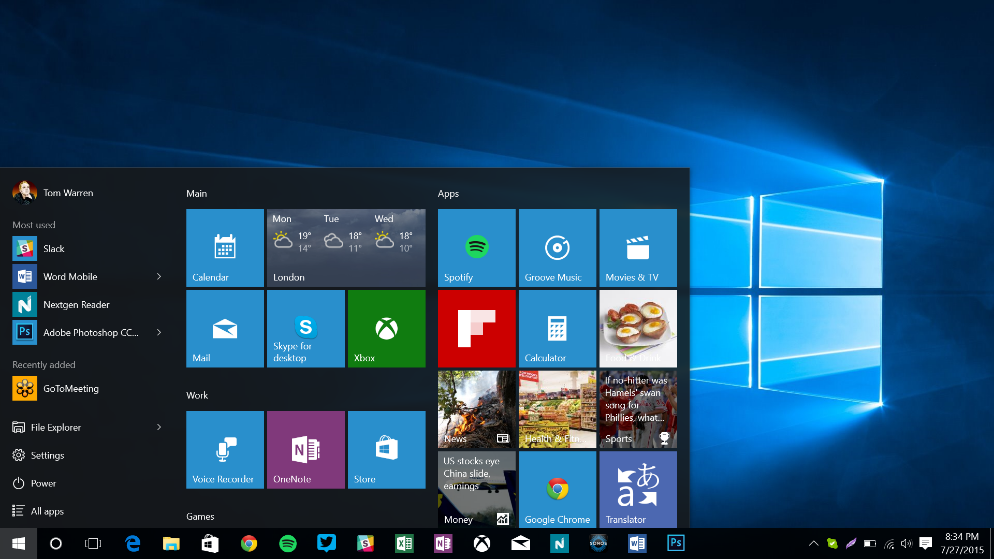 Tom Warren
Most used
Slack
Word Mobile
Nextgen Reader
Adobe Photoshop CC...
Recently added
GoToMeeting
File Explorer
Settings
Power
All apps
Main
Calendar
Mon Tue Wed
19° 18° 18°
14° 11° 10°
London
Mail
Skype for
desktop
Xbox
Work
Voice Recorder
OneNote
Store
Games
Apps
Spotify
Groove Music
Movies & TV
Calculator
News
Health & Fitn...
If no-hitter was
Hamels' swan
song for
Phillies, what...
Sports
US stocks eye
China slide,
earnings
Money
Google Chrome
Translator
SONOS
8:34 PM
7/27/2015